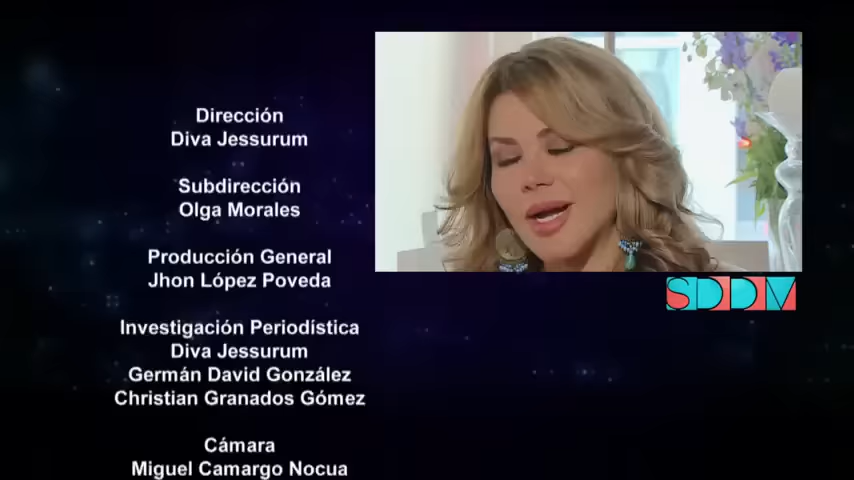 Dirección
Diva Jessurum
Subdirección
Olga Morales
Producción General
Jhon López Poveda
Investigación Periodística
Diva Jessurum
Germán David González
Christian Granados Gómez
Cámara
Miguel Camargo Nocua
SDDM